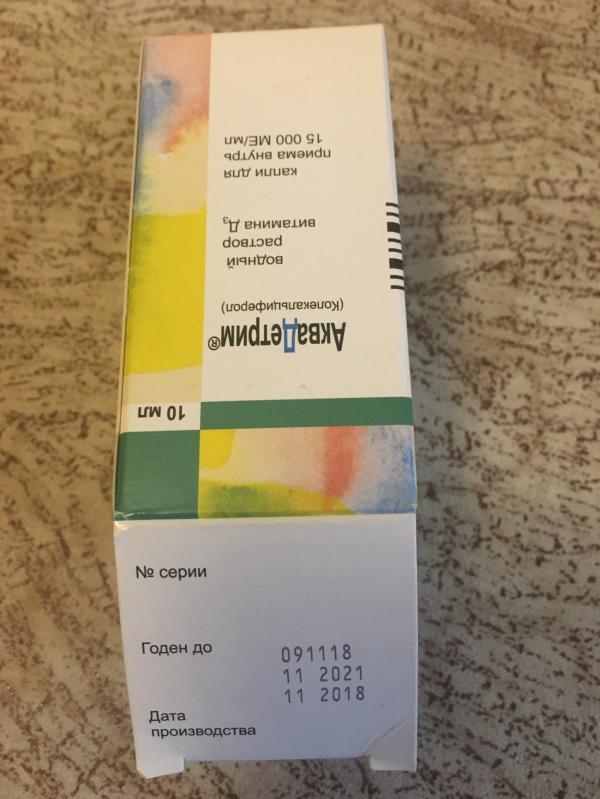 АкваДетрим®
(Колекальциферол)
водный
раствор
витамина Д₃
капли для
приема внутрь
15 000 МЕ/мл
10 мл
№ серии
091118
Годен до
11 2021
11 2018
Дата
производства